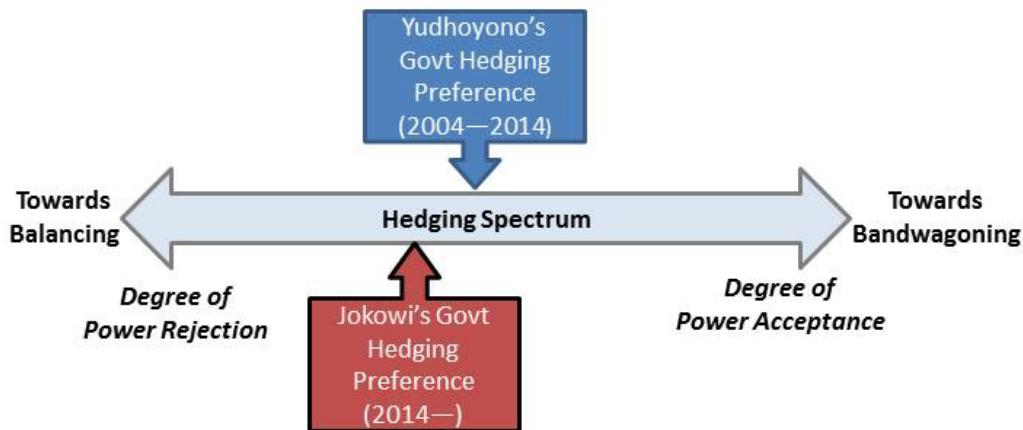 Yudhoyono’s
Govt Hedging
Preference
(2004—2014)
Towards
Balancing
Hedging Spectrum
Towards
Bandwagoning
Degree of
Power Rejection
Degree of
Power Acceptance
Jokowi’s Govt
Hedging
Preference
(2014—)